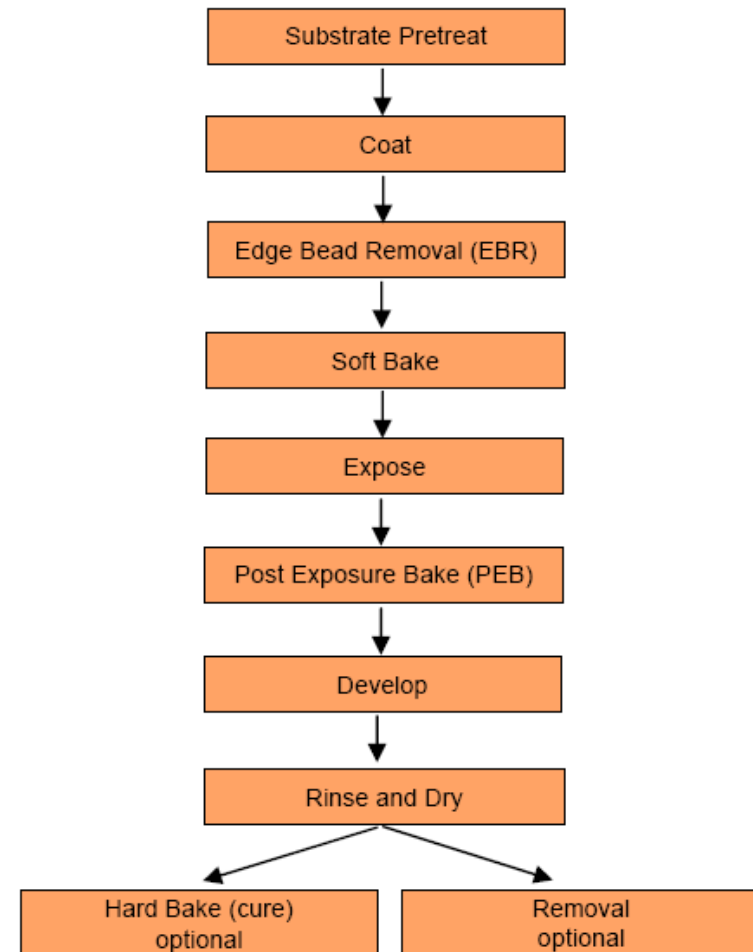 Substrate Pretreat
Coat
Edge Bead Removal (EBR)
Soft Bake
Expose
Post Exposure Bake (PEB)
Develop
Rinse and Dry
Hard Bake (cure)
optional
Removal
optional